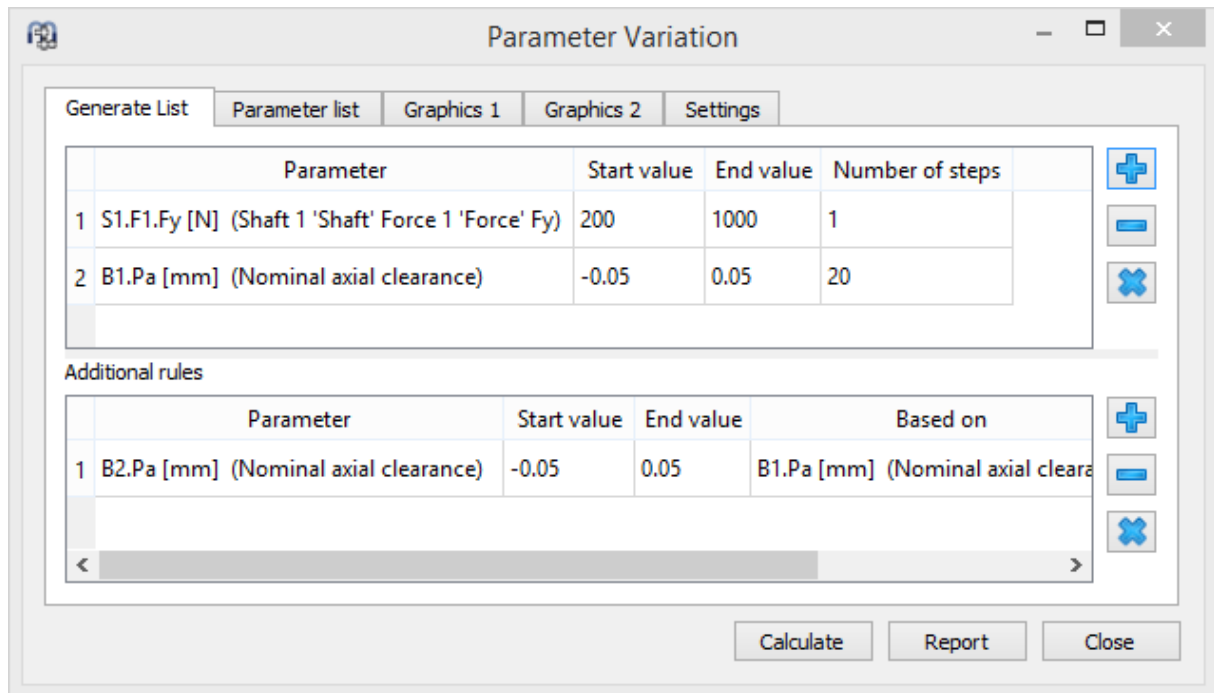 Parameter Variation
Generate List Parameter list Graphics 1 Graphics 2 Settings
Parameter Start value End value Number of steps
1 S1.F1.Fy [N] (Shaft 1 'Shaft' Force 1 'Force' Fy) 200 1000 1
2 B1.Pa [mm] (Nominal axial clearance) -0.05 0.05 20
Additional rules
Parameter Start value End value Based on
1 B2.Pa [mm] (Nominal axial clearance) -0.05 0.05 B1.Pa [mm] (Nominal axial cleara
Calculate Report Close